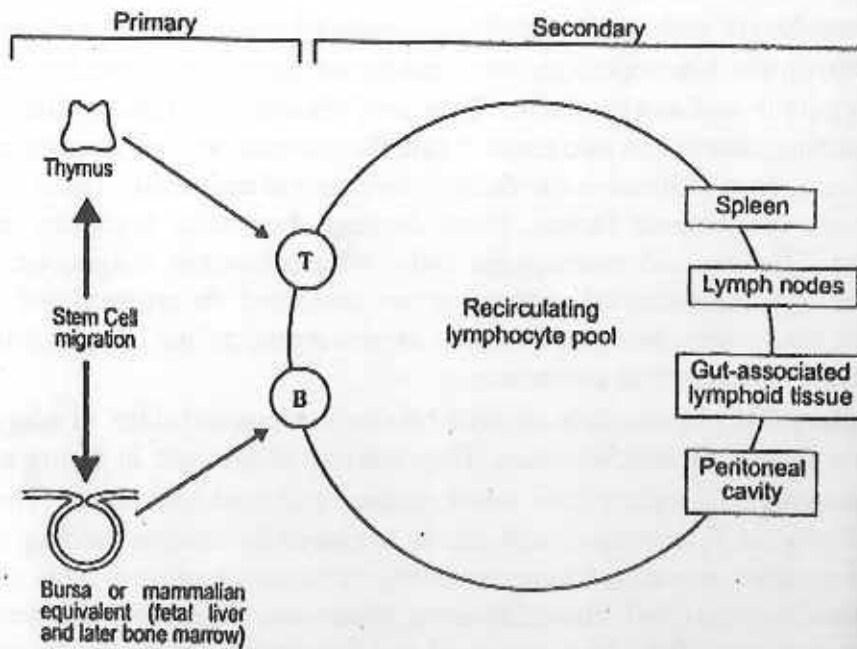 Primary
Secondary
Thymus
Stem Cell
migration
Bursa or mammalian
equivalent (fetal liver
and later bone marrow)
T
B
Recirculating
lymphocyte pool
Spleen
Lymph nodes
Gut-associated
lymphoid tissue
Peritoneal
cavity